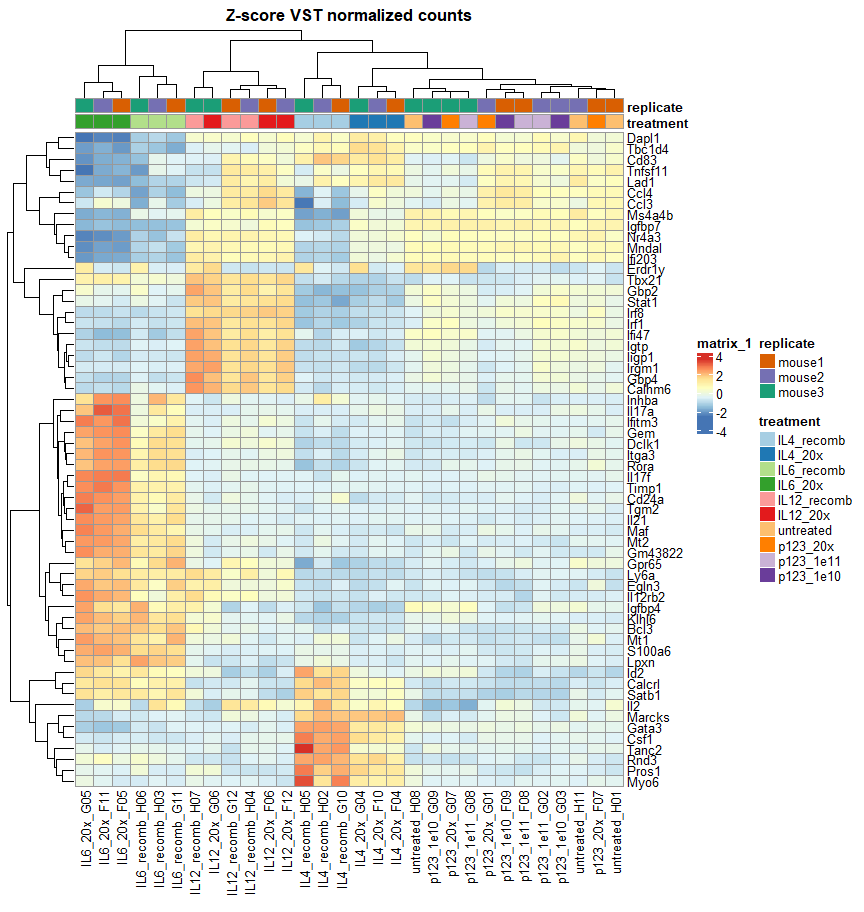 Z-score VST normalized counts
replicate
treatment
Dapl1
Tbc1d4
Cd83
Tnfsf11
Lad1
Ccl4
Ccl3
Ms4a4b
Igfbp7
Nr4a3
Mndal
Ifi203
Erdr1y
Tbx21
Gbp2
Stat1
Irf8
Irf1
Ifi47
Igtp
Iigp1
Irgm1
Gbp4
Calhm6
Inhba
Il17a
Ifitm3
Gem
Dclk1
Itga3
Rora
Il17f
Timp1
Cd24a
Tgm2
Il21
Maf
Mt2
Gm43822
Gpr65
Ly6a
Egln3
Il12rb2
Igfbp4
Klhl6
Bcl3
Mt1
S100a6
Lpxn
Id2
Calcrl
Satb1
Il2
Marcks
Gata3
Csf1
Tanc2
Rnd3
Pros1
Myo6
IL6_20x_G05
IL6_20x_F11
IL6_20x_F05
IL6_recomb_H06
IL6_recomb_H03
IL6_recomb_G11
IL12_recomb_H07
IL12_20x_G06
IL12_recomb_G12
IL12_recomb_H04
IL12_20x_F06
IL12_20x_F12
IL4_recomb_H05
IL4_recomb_H02
IL4_recomb_G10
IL4_20x_G04
IL4_20x_F10
IL4_20x_F04
untreated_H08
p123_1e10_G09
p123_20x_G07
p123_1e11_G08
p123_20x_G01
p123_1e10_F09
p123_1e11_F08
p123_1e11_G02
p123_1e10_G03
untreated_H11
p123_20x_F07
untreated_H01
matrix_1
4
2
0
-2
-4
replicate
mouse1
mouse2
mouse3
treatment
IL4_recomb
IL4_20x
IL6_recomb
IL6_20x
IL12_recomb
IL12_20x
untreated
p123_20x
p123_1e11
p123_1e10